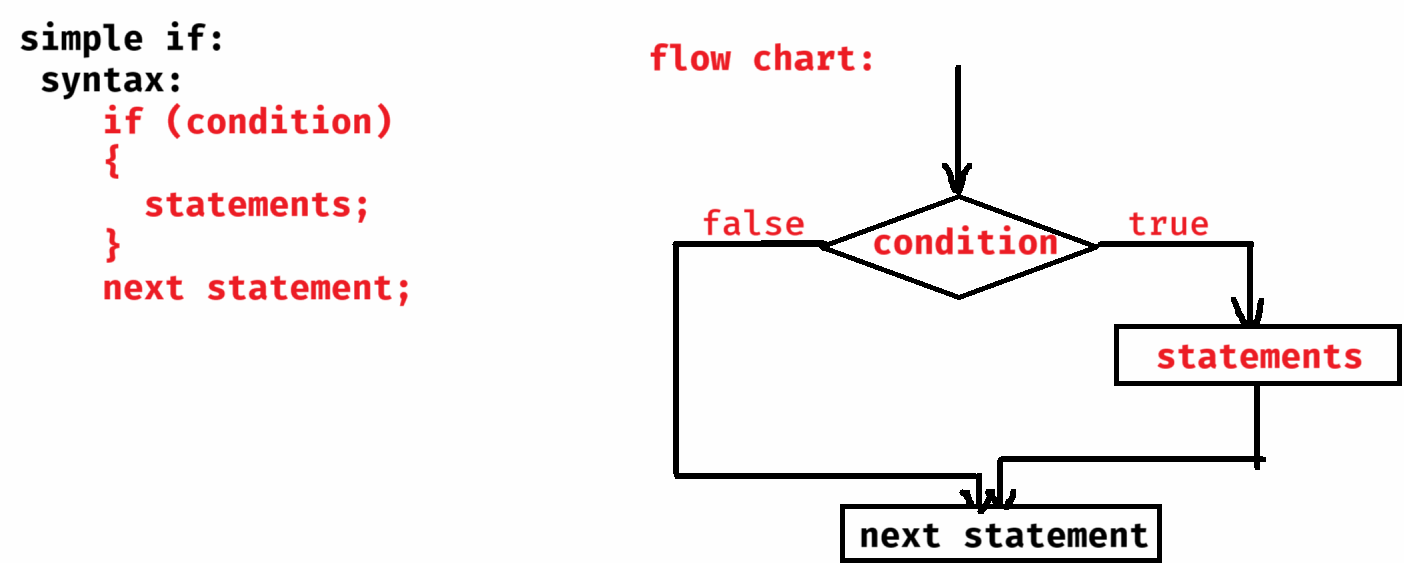 simple if:
syntax:
if (condition)
{
statements;
}
next statement;
flow chart:
false
condition
true
statements
next statement